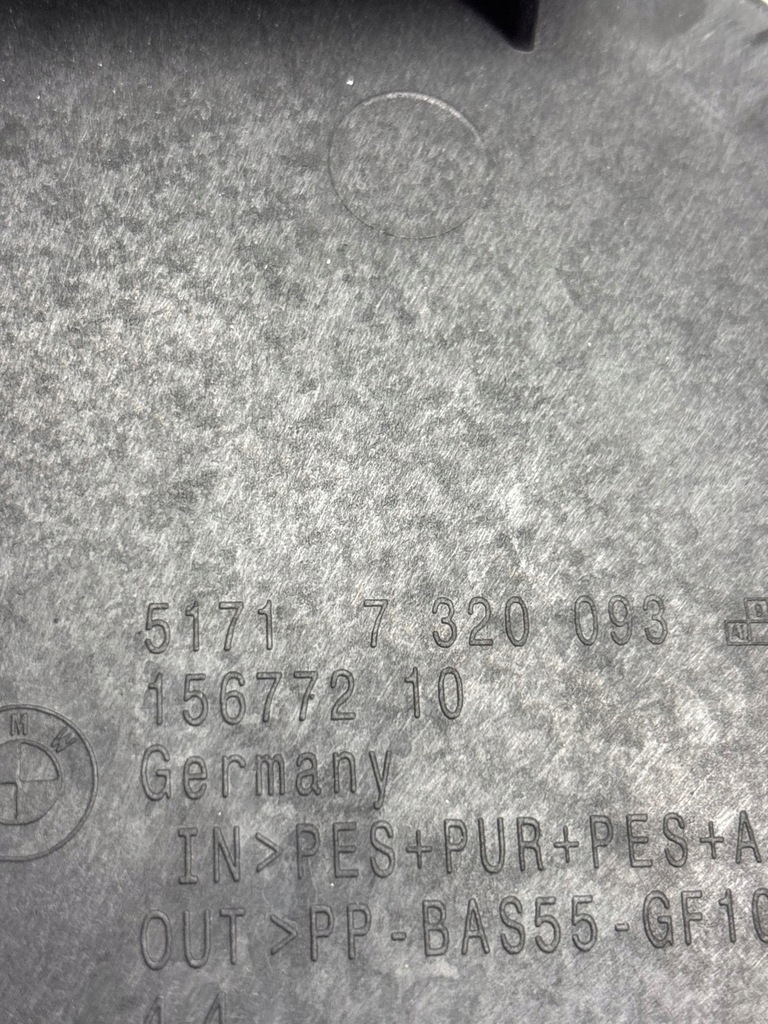 5171 7 320 093
156772 10
M W
Germany
IN>PES+PUR+PES+A
OUT >PP-BAS55-GF10